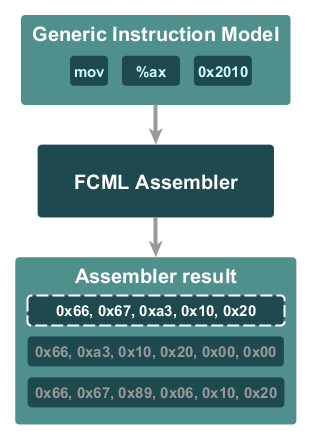 Generic Instruction Model
mov %ax 0x2010
FCML Assembler
Assembler result
0x66, 0x67, 0xa3, 0x10, 0x20
0x66, 0xa3, 0x10, 0x20, 0x00, 0x00
0x66, 0x67, 0x89, 0x06, 0x10, 0x20